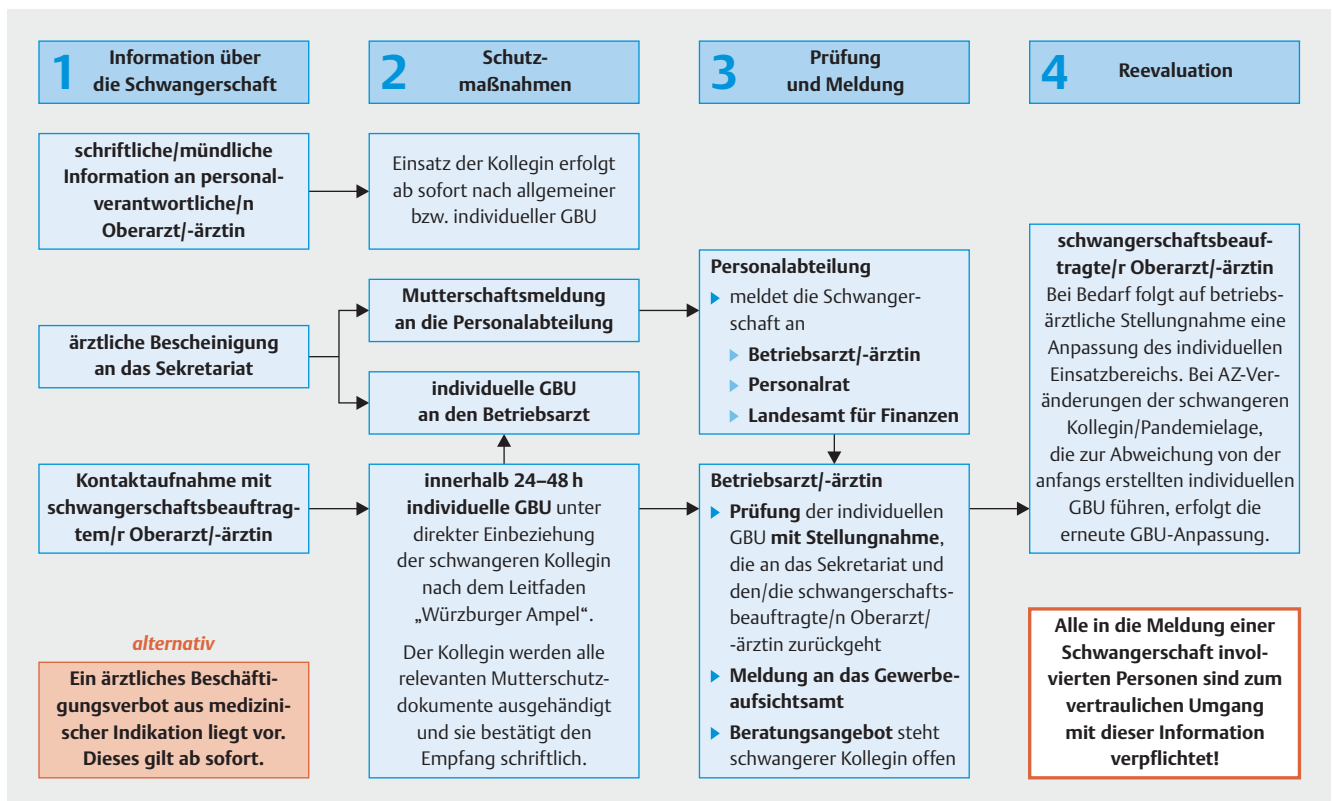 1
Information über
die Schwangerschaft
2
Schutz-
maßnahmen
3
Prüfung
und Meldung
4
Reevaluation
schriftliche/mündliche
Information an personal-
verantwortliche/n
Oberarzt/-ärztin
Einsatz der Kollegin erfolgt
ab sofort nach allgemeiner
bzw. individueller GBU
ärztliche Bescheinigung
an das Sekretariat
Mutterschaftsmeldung
an die Personalabteilung
individuelle GBU
an den Betriebsarzt
Personalabteilung
meldet die Schwanger-
schaft an
Betriebsarzt/-ärztin
Personalrat
Landesamt für Finanzen
Kontaktaufnahme mit
schwangerschaftsbeauftrag-
tem/r Oberarzt/-ärztin
innerhalb 24–48 h
individuelle GBU unter
direkter Einbeziehung
der schwangeren Kollegin
nach dem Leitfaden
„Würzburger Ampel“.
Der Kollegin werden alle
relevanten Mutterschutz-
dokumente ausgehändigt
und sie bestätigt den
Empfang schriftlich.
Betriebsarzt/-ärztin
Prüfung der individuellen
GBU mit Stellungnahme,
die an das Sekretariat und
den/die schwangerschafts-
beauftragte/n Oberarzt/
-ärztin zurückgeht
Meldung an das Gewerbe-
aufsichtsamt
Beratungsangebot steht
schwangerer Kollegin offen
schwangerschaftsbeauf-
tragte/r Oberarzt/-ärztin
Bei Bedarf folgt auf betriebs-
ärztliche Stellungnahme eine
Anpassung des individuellen
Einsatzbereichs. Bei AZ-Ver-
änderungen der schwangeren
Kollegin/Pandemielage,
die zur Abweichung von der
anfangs erstellten individuellen
GBU führen, erfolgt die
erneute GBU-Anpassung.
alternativ
Ein ärztliches Beschäfti-
gungsverbot aus medizini-
scher Indikation liegt vor.
Dieses gilt ab sofort.
Alle in die Meldung einer
Schwangerschaft invol-
vierten Personen sind zum
vertraulichen Umgang
mit dieser Information
verpflichtet!